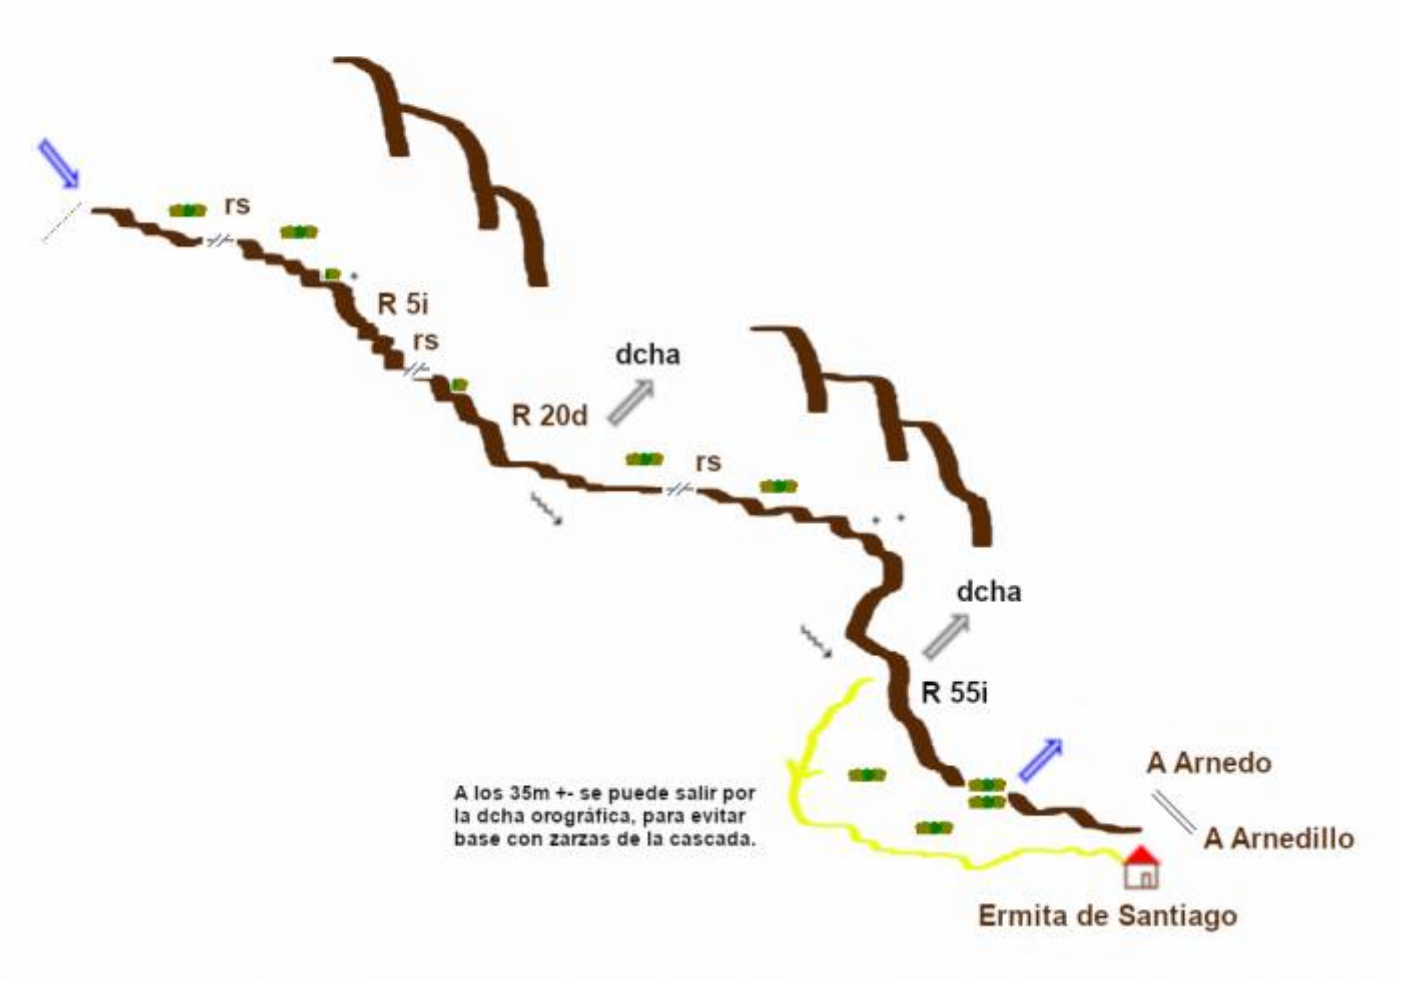 rs
R 5i
rs
dcha
R 20d
rs
dcha
R 55i
A Arnedo
A los 35m +- se puede salir por
la dcha orográfica, para evitar
base con zarzas de la cascada.
A Arnedillo
Ermita de Santiago